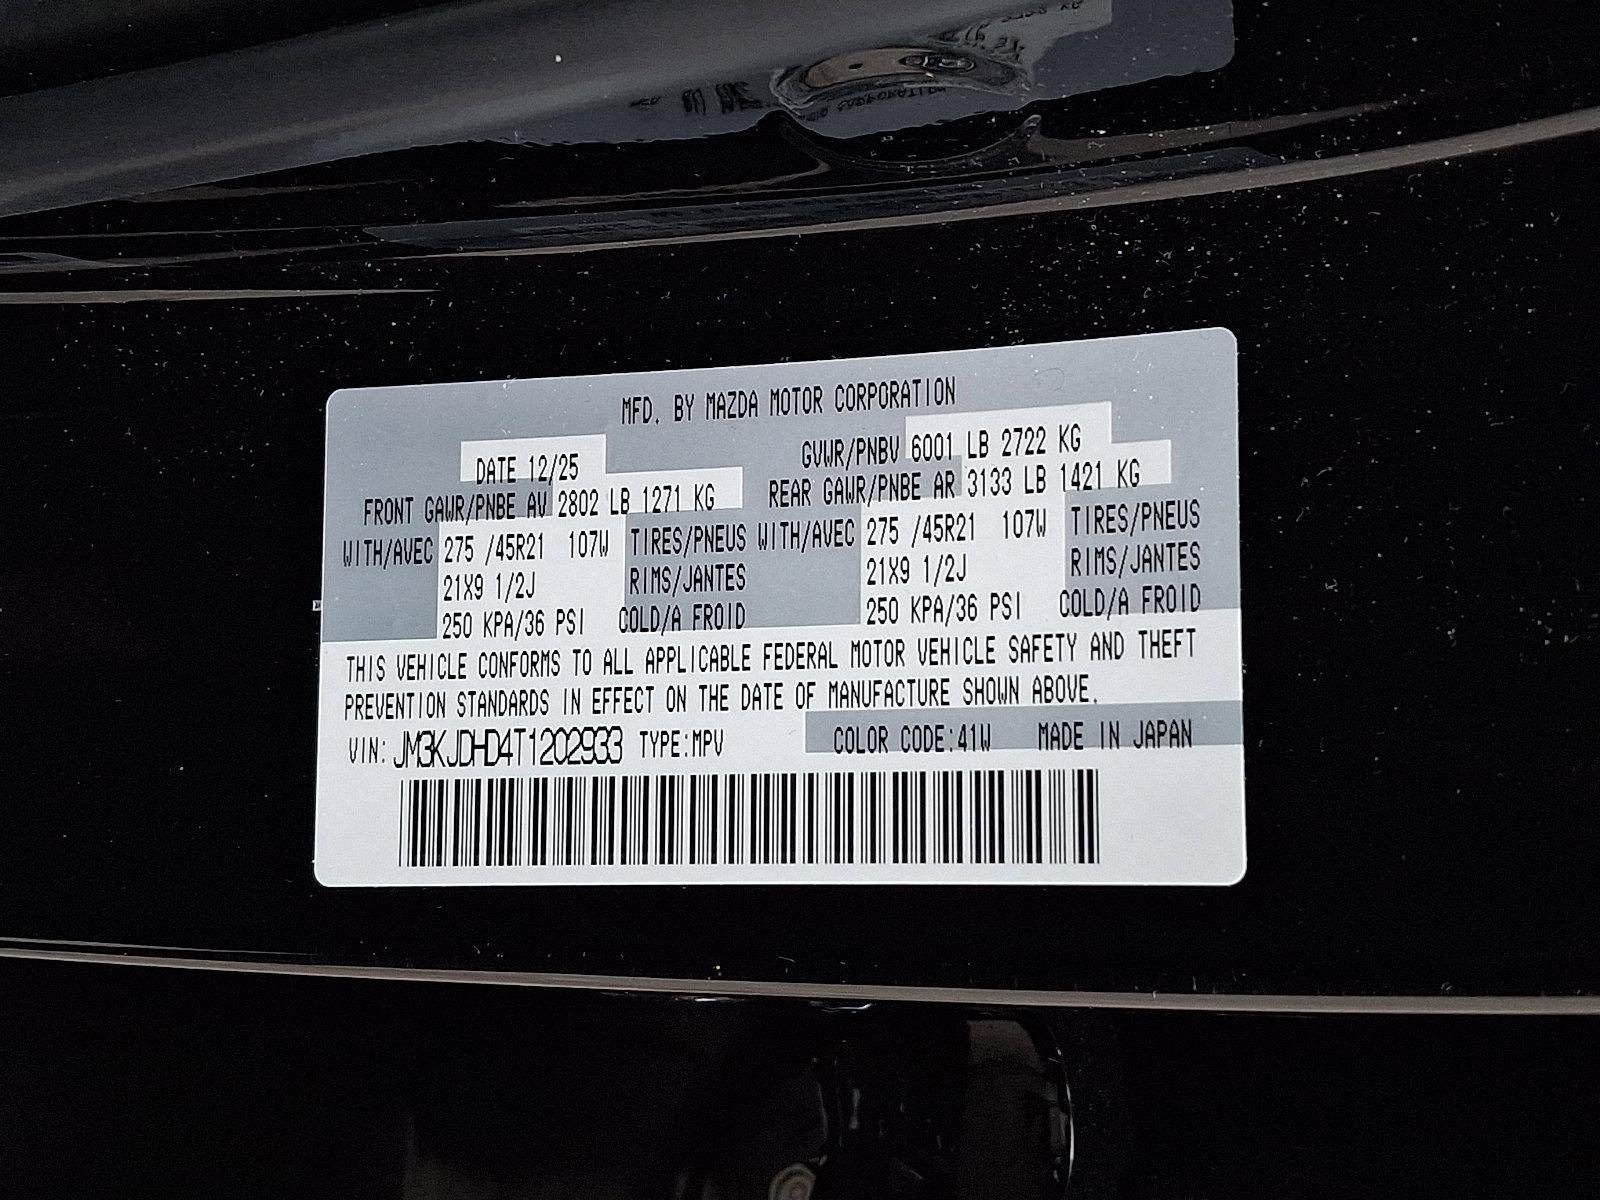 MFD. BY MAZDA MOTOR CORPORATION
DATE 12/25 GVWR/PNBV 6001 LB 2722 KG
FRONT GAWR/PNBE AV 2802 LB 1271 KG REAR GAWR/PNBE AR 3133 LB 1421 KG
WITH/AVEC 275 /45R21 107W TIRES/PNEUS WITH/AVEC 275 /45R21 107W TIRES/PNEUS
21X9 1/2J RIMS/JANTES 21X9 1/2J RIMS/JANTES
250 KPA/36 PSI COLD/A FROID 250 KPA/36 PSI COLD/A FROID
THIS VEHICLE CONFORMS TO ALL APPLICABLE FEDERAL MOTOR VEHICLE SAFETY AND THEFT
PREVENTION STANDARDS IN EFFECT ON THE DATE OF MANUFACTURE SHOWN ABOVE.
VIN: JM3KJDHD4T1202933 TYPE:MPV COLOR CODE:41W MADE IN JAPAN